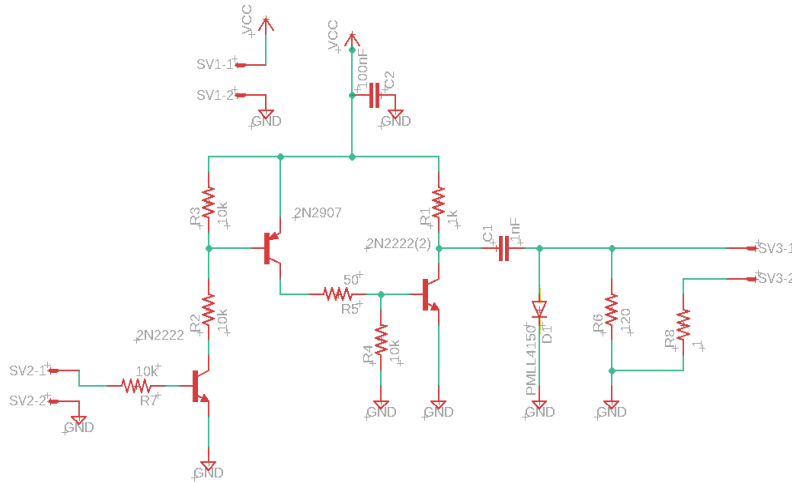 VCC
VCC
SV1-1
SV1-2
GND
100nF
C2
GND
R3
10k
2N2907
R1
1k
2N2222(2)
C1
1nF
SV3-1
SV3-2
50
R5
R2
10k
2N2222
R4
10k
PMLL4150
D1
R6
120
R8
1
SV2-1
SV2-2
10k
R7
GND
GND
GND
GND
GND
GND